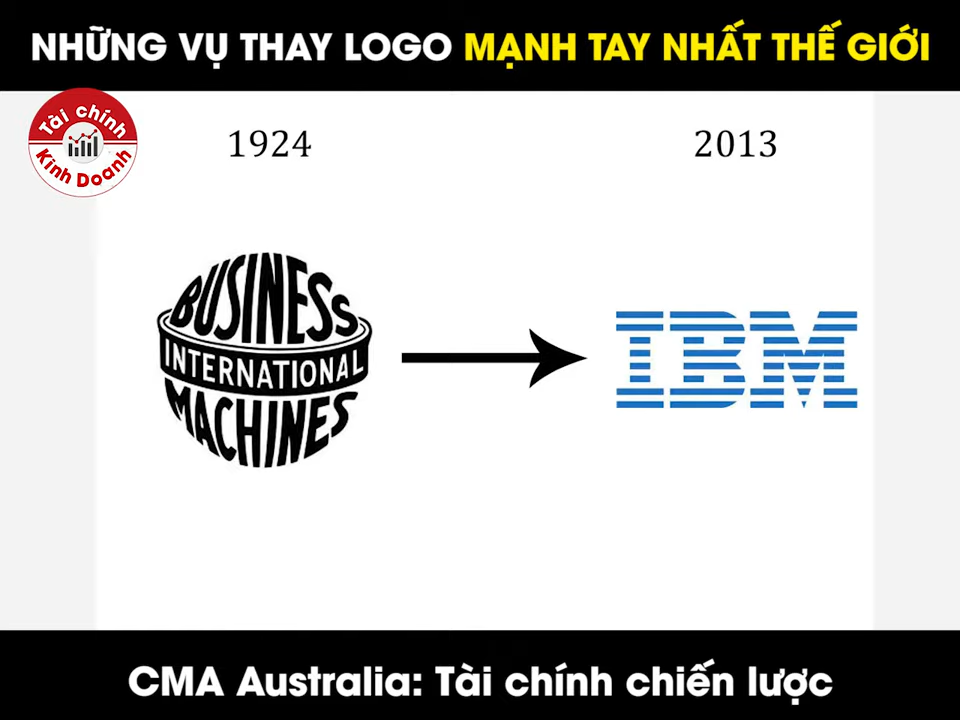 NHỮNG VỤ THAY LOGO MẠNH TAY NHẤT THẾ GIỚI
Tài chính
Kinh Doanh
1924
2013
BUSINESS
INTERNATIONAL
MACHINES
IBM
CMA Australia: Tài chính chiến lược